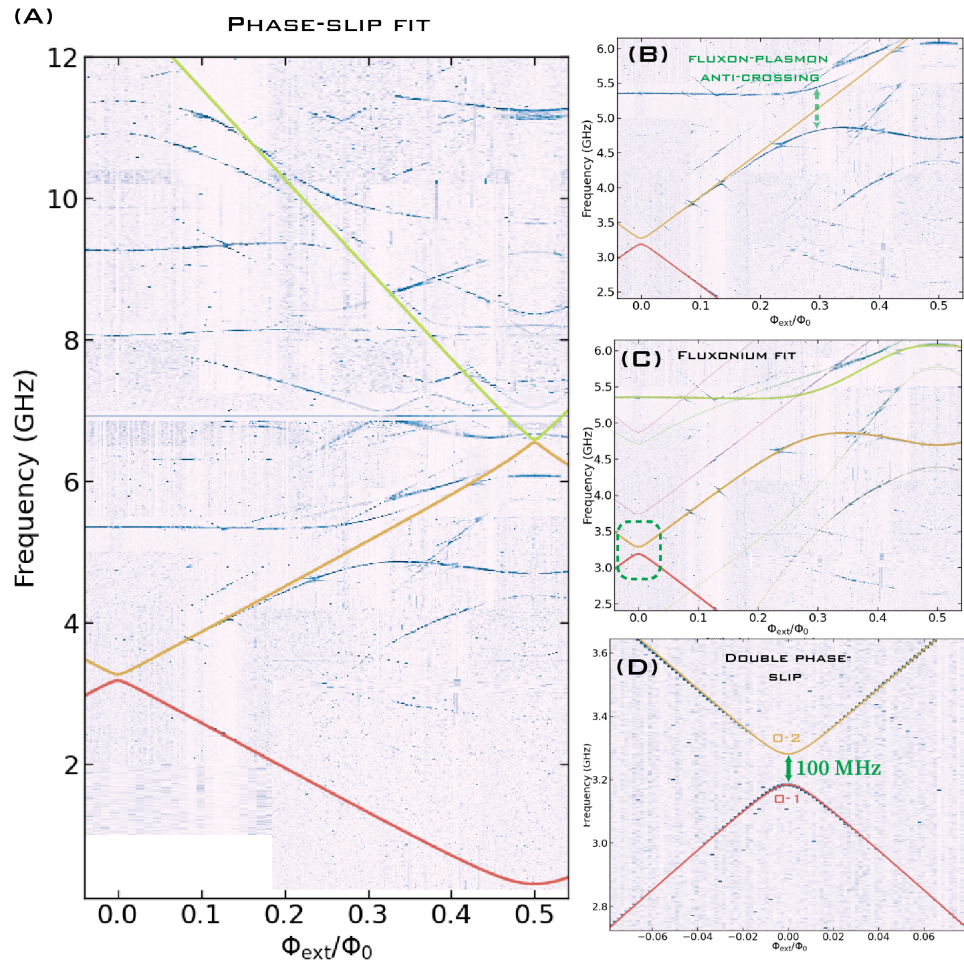 (A)
PHASE-SLIP FIT
12
10
8
6
4
2
Frequency (GHz)
0.0 0.1 0.2 0.3 0.4 0.5
Φext/Φ0
(B)
FLUXON-PLASMON
ANTI-CROSSING
6.0
5.5
5.0
4.5
4.0
3.5
3.0
2.5
Frequency (GHz)
0.0 0.1 0.2 0.3 0.4 0.5
Φext/Φ0
(C)
FLUXONIUM FIT
6.0
5.5
5.0
4.5
4.0
3.5
3.0
2.5
Frequency (GHz)
0.0 0.1 0.2 0.3 0.4 0.5
Φext/Φ0
(D)
DOUBLE PHASE-
SLIP
3.6
3.4
3.2
3.0
2.8
Frequency (GHz)
0-2
100 MHz
0-1
−0.06 −0.04 −0.02 0.00 0.02 0.04 0.06
Φext/Φ0